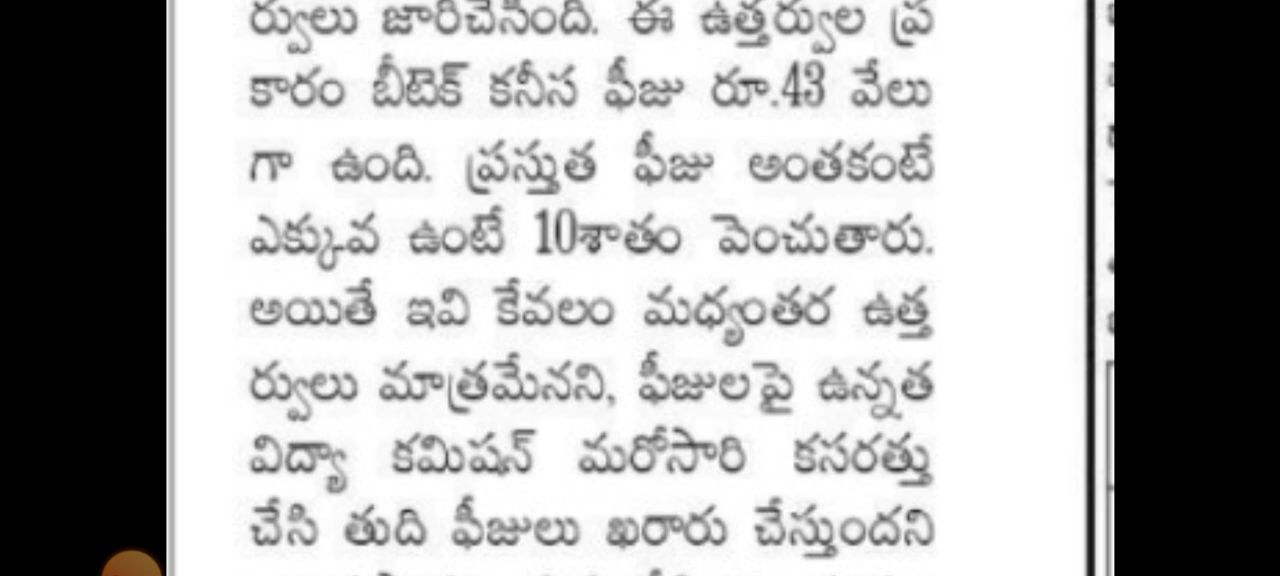 ర్వులు జారీచేసింది. ఈ ఉత్తర్వుల ప్ర
కారం బీటెక్ కనీస ఫీజు రూ.43 వేలు
గా ఉంది. ప్రస్తుత ఫీజు అంతకంటే
ఎక్కువ ఉంటే 10శాతం పెంచుతారు.
అయితే ఇవి కేవలం మధ్యంతర ఉత్త
ర్వులు మాత్రమేనని, ఫీజులపై ఉన్నత
విద్యా కమిషన్ మరోసారి కసరత్తు
చేసి తుది ఫీజులు ఖరారు చేస్తుందని